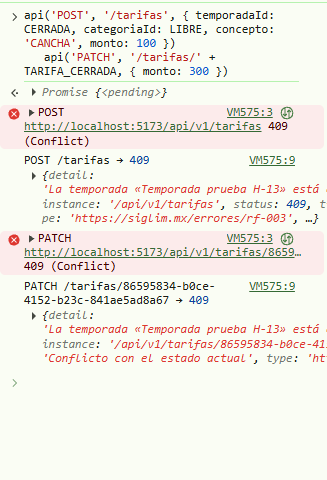 api('POST', '/tarifas', { temporadaId:
CERRADA, categoriaId: LIBRE, concepto:
'CANCHA', monto: 100 })
api('PATCH', '/tarifas/' +
TARIFA_CERRADA, { monto: 300 })
Promise {<pending>}
POST VM575:3
http://localhost:5173/api/v1/tarifas 409
(Conflict)
POST /tarifas → 409 VM575:9
{detail:
'La temporada «Temporada prueba H-13» está
instance: '/api/v1/tarifas', status: 409, t
pe: 'https://siglim.mx/errores/rf-003', …}
PATCH VM575:3
http://localhost:5173/api/v1/tarifas/8659…
409 (Conflict)
PATCH /tarifas/86595834-b0ce- VM575:9
4152-b23c-841ae5ad8a67 → 409
{detail:
'La temporada «Temporada prueba H-13» está
instance: '/api/v1/tarifas/86595834-b0ce-41
'Conflicto con el estado actual', type: 'ht